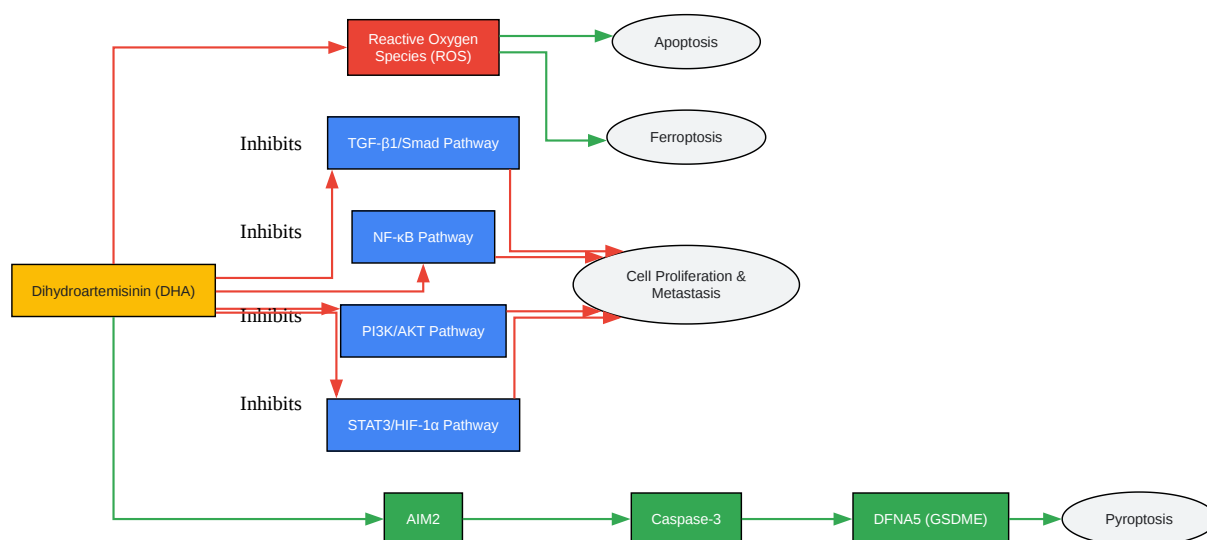 Reactive Oxygen
Species (ROS)
Apoptosis
Ferroptosis
Inhibits
TGF-β1/Smad Pathway
Inhibits
NF-κB Pathway
Cell Proliferation &
Metastasis
Dihydroartemisinin (DHA)
Inhibits
PI3K/AKT Pathway
Inhibits
STAT3/HIF-1α Pathway
AIM2
Caspase-3
DFNA5 (GSDME)
Pyroptosis